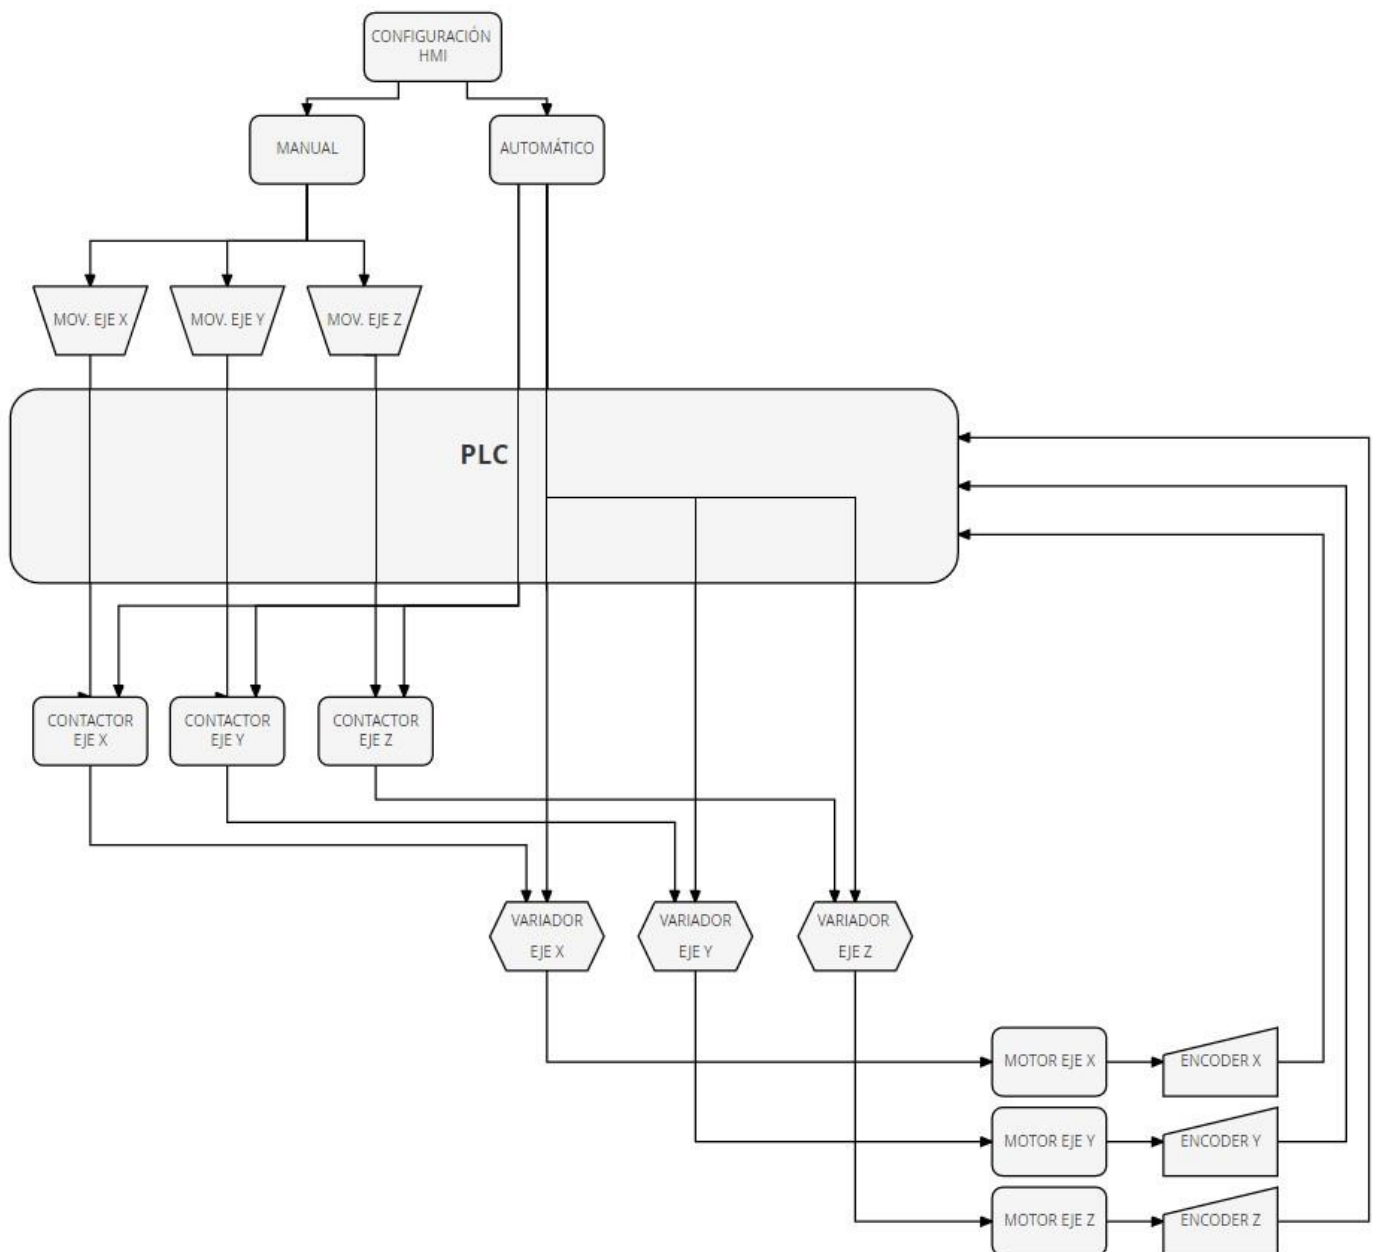 CONFIGURACIÓN
HMI
MANUAL
AUTOMÁTICO
MOV. EJE X
MOV. EJE Y
MOV. EJE Z
PLC
CONTACTOR
EJE X
CONTACTOR
EJE Y
CONTACTOR
EJE Z
VARIADOR
EJE X
VARIADOR
EJE Y
VARIADOR
EJE Z
MOTOR EJE X
ENCODER X
MOTOR EJE Y
ENCODER Y
MOTOR EJE Z
ENCODER Z